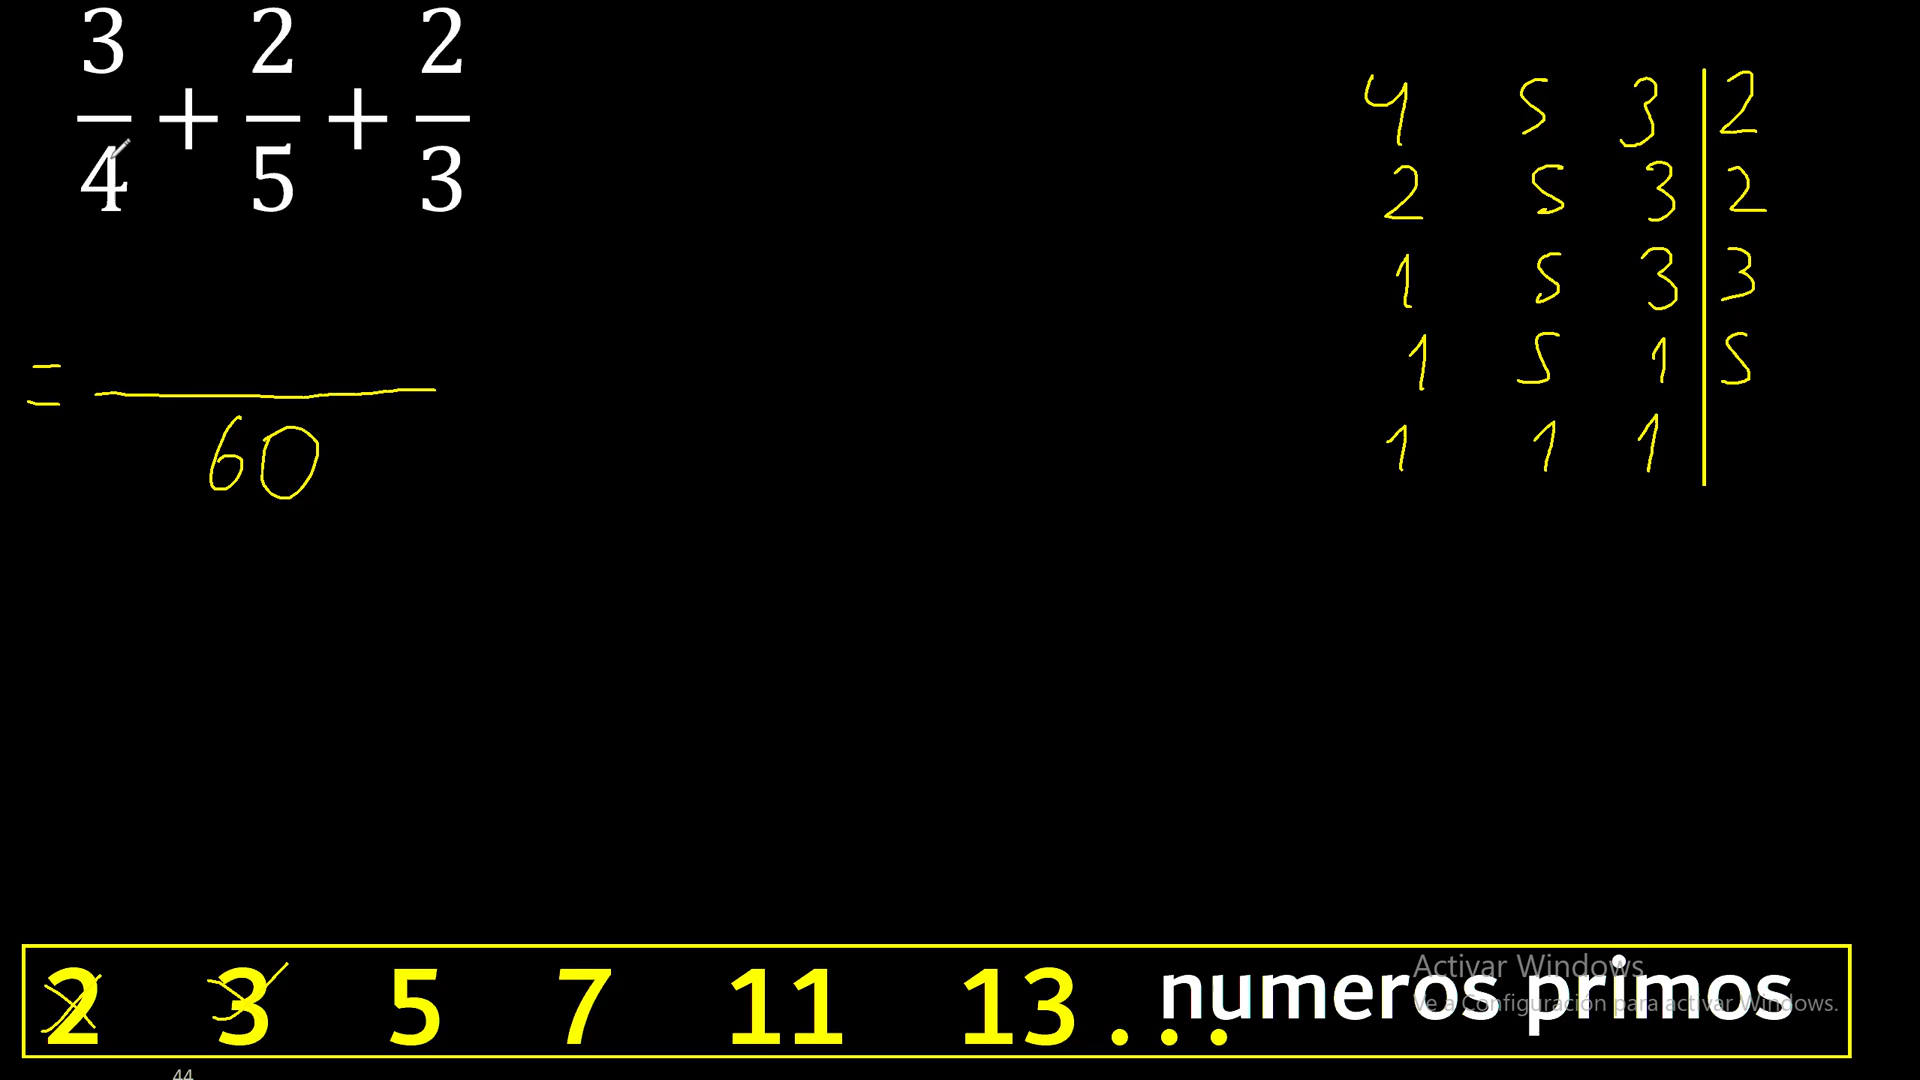 3/4 + 2/5 + 2/3
= ___/60
4 5 3 | 2
2 5 3 | 2
1 5 3 | 3
1 5 1 | 5
1 1 1 |
2 3 5 7 11 13 ... numeros primos
Activar Windows
Ve a Configuración para activar Windows.
44